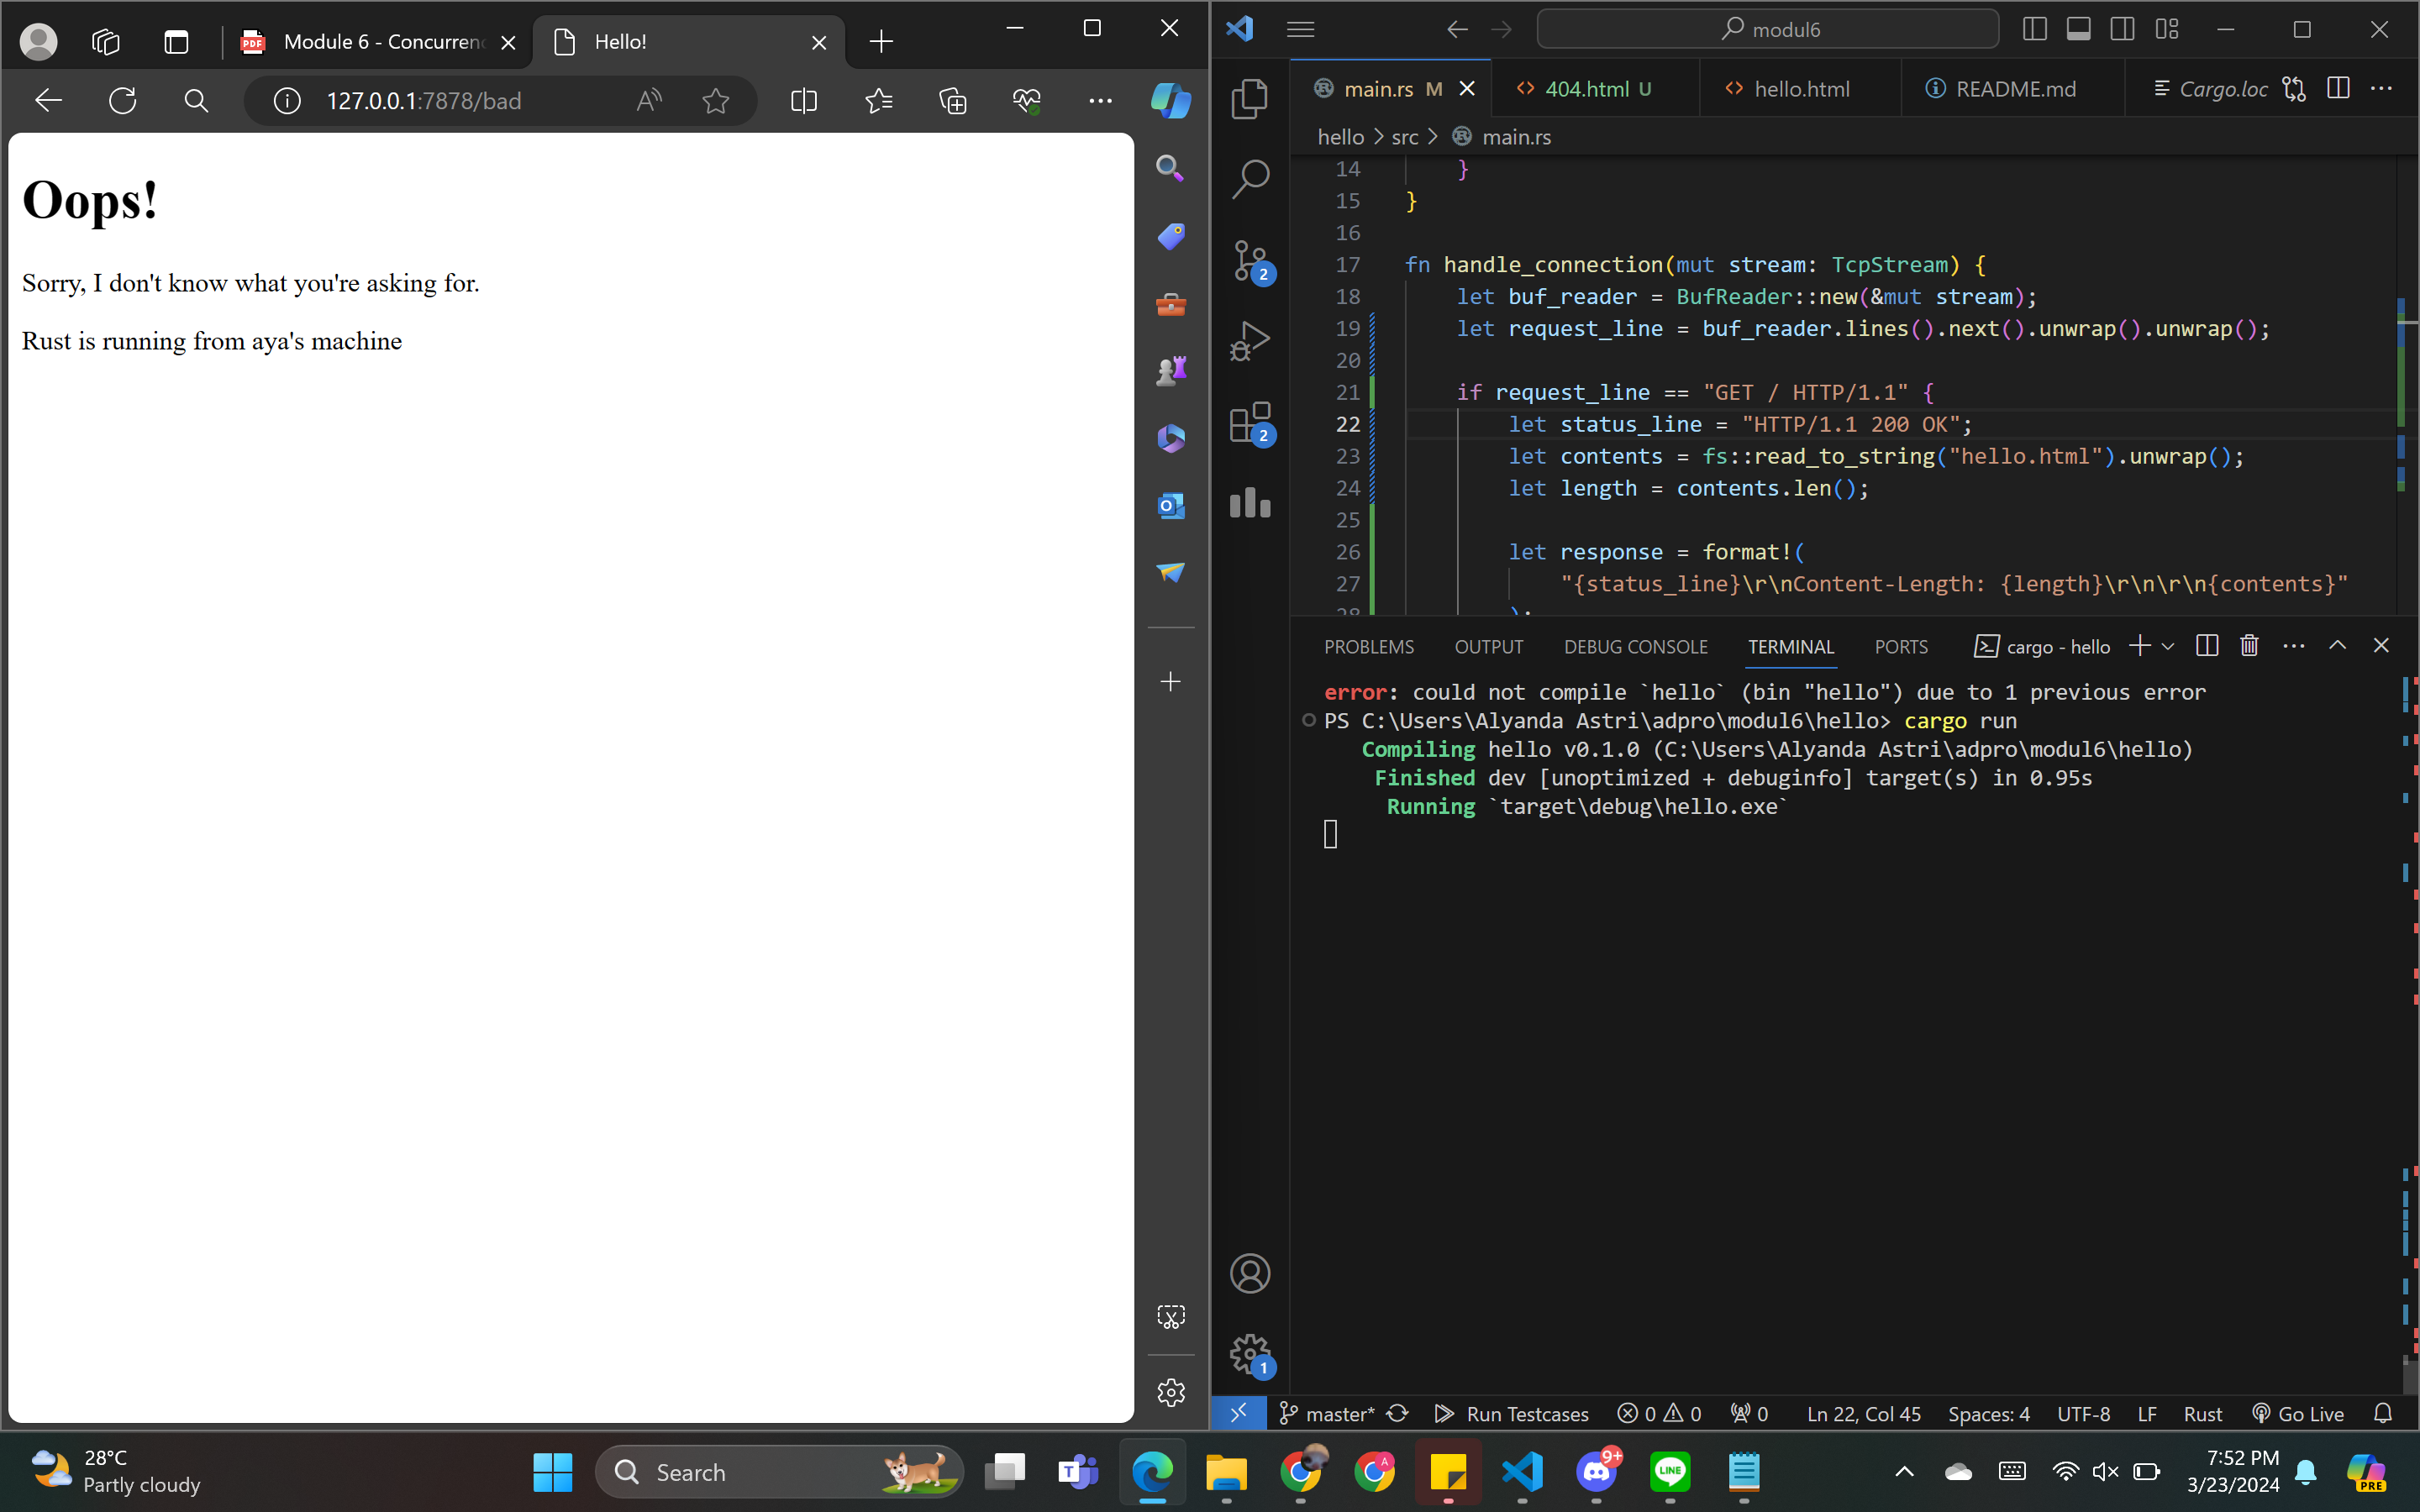 Module 6 - Concurrenc
Hello!
127.0.0.1:7878/bad
Oops!
Sorry, I don't know what you're asking for.
Rust is running from aya's machine
modul6
main.rs M
404.html U
hello.html
README.md
Cargo.loc
hello > src > main.rs
14 }
15 }
16
17 fn handle_connection(mut stream: TcpStream) {
18 let buf_reader = BufReader::new(&mut stream);
19 let request_line = buf_reader.lines().next().unwrap().unwrap();
20
21 if request_line == "GET / HTTP/1.1" {
22 let status_line = "HTTP/1.1 200 OK";
23 let contents = fs::read_to_string("hello.html").unwrap();
24 let length = contents.len();
25
26 let response = format!(
27 "{status_line}\r\nContent-Length: {length}\r\n\r\n{contents}"
28 );
2
2
1
PROBLEMS OUTPUT DEBUG CONSOLE TERMINAL PORTS cargo - hello
error: could not compile `hello` (bin "hello") due to 1 previous error
PS C:\Users\Alyanda Astri\adpro\modul6\hello> cargo run
Compiling hello v0.1.0 (C:\Users\Alyanda Astri\adpro\modul6\hello)
Finished dev [unoptimized + debuginfo] target(s) in 0.95s
Running `target\debug\hello.exe`
master* Run Testcases 0 0 0 Ln 22, Col 45 Spaces: 4 UTF-8 LF Rust Go Live
28°C
Partly cloudy
Search
9+
LINE
7:52 PM
3/23/2024
PRE